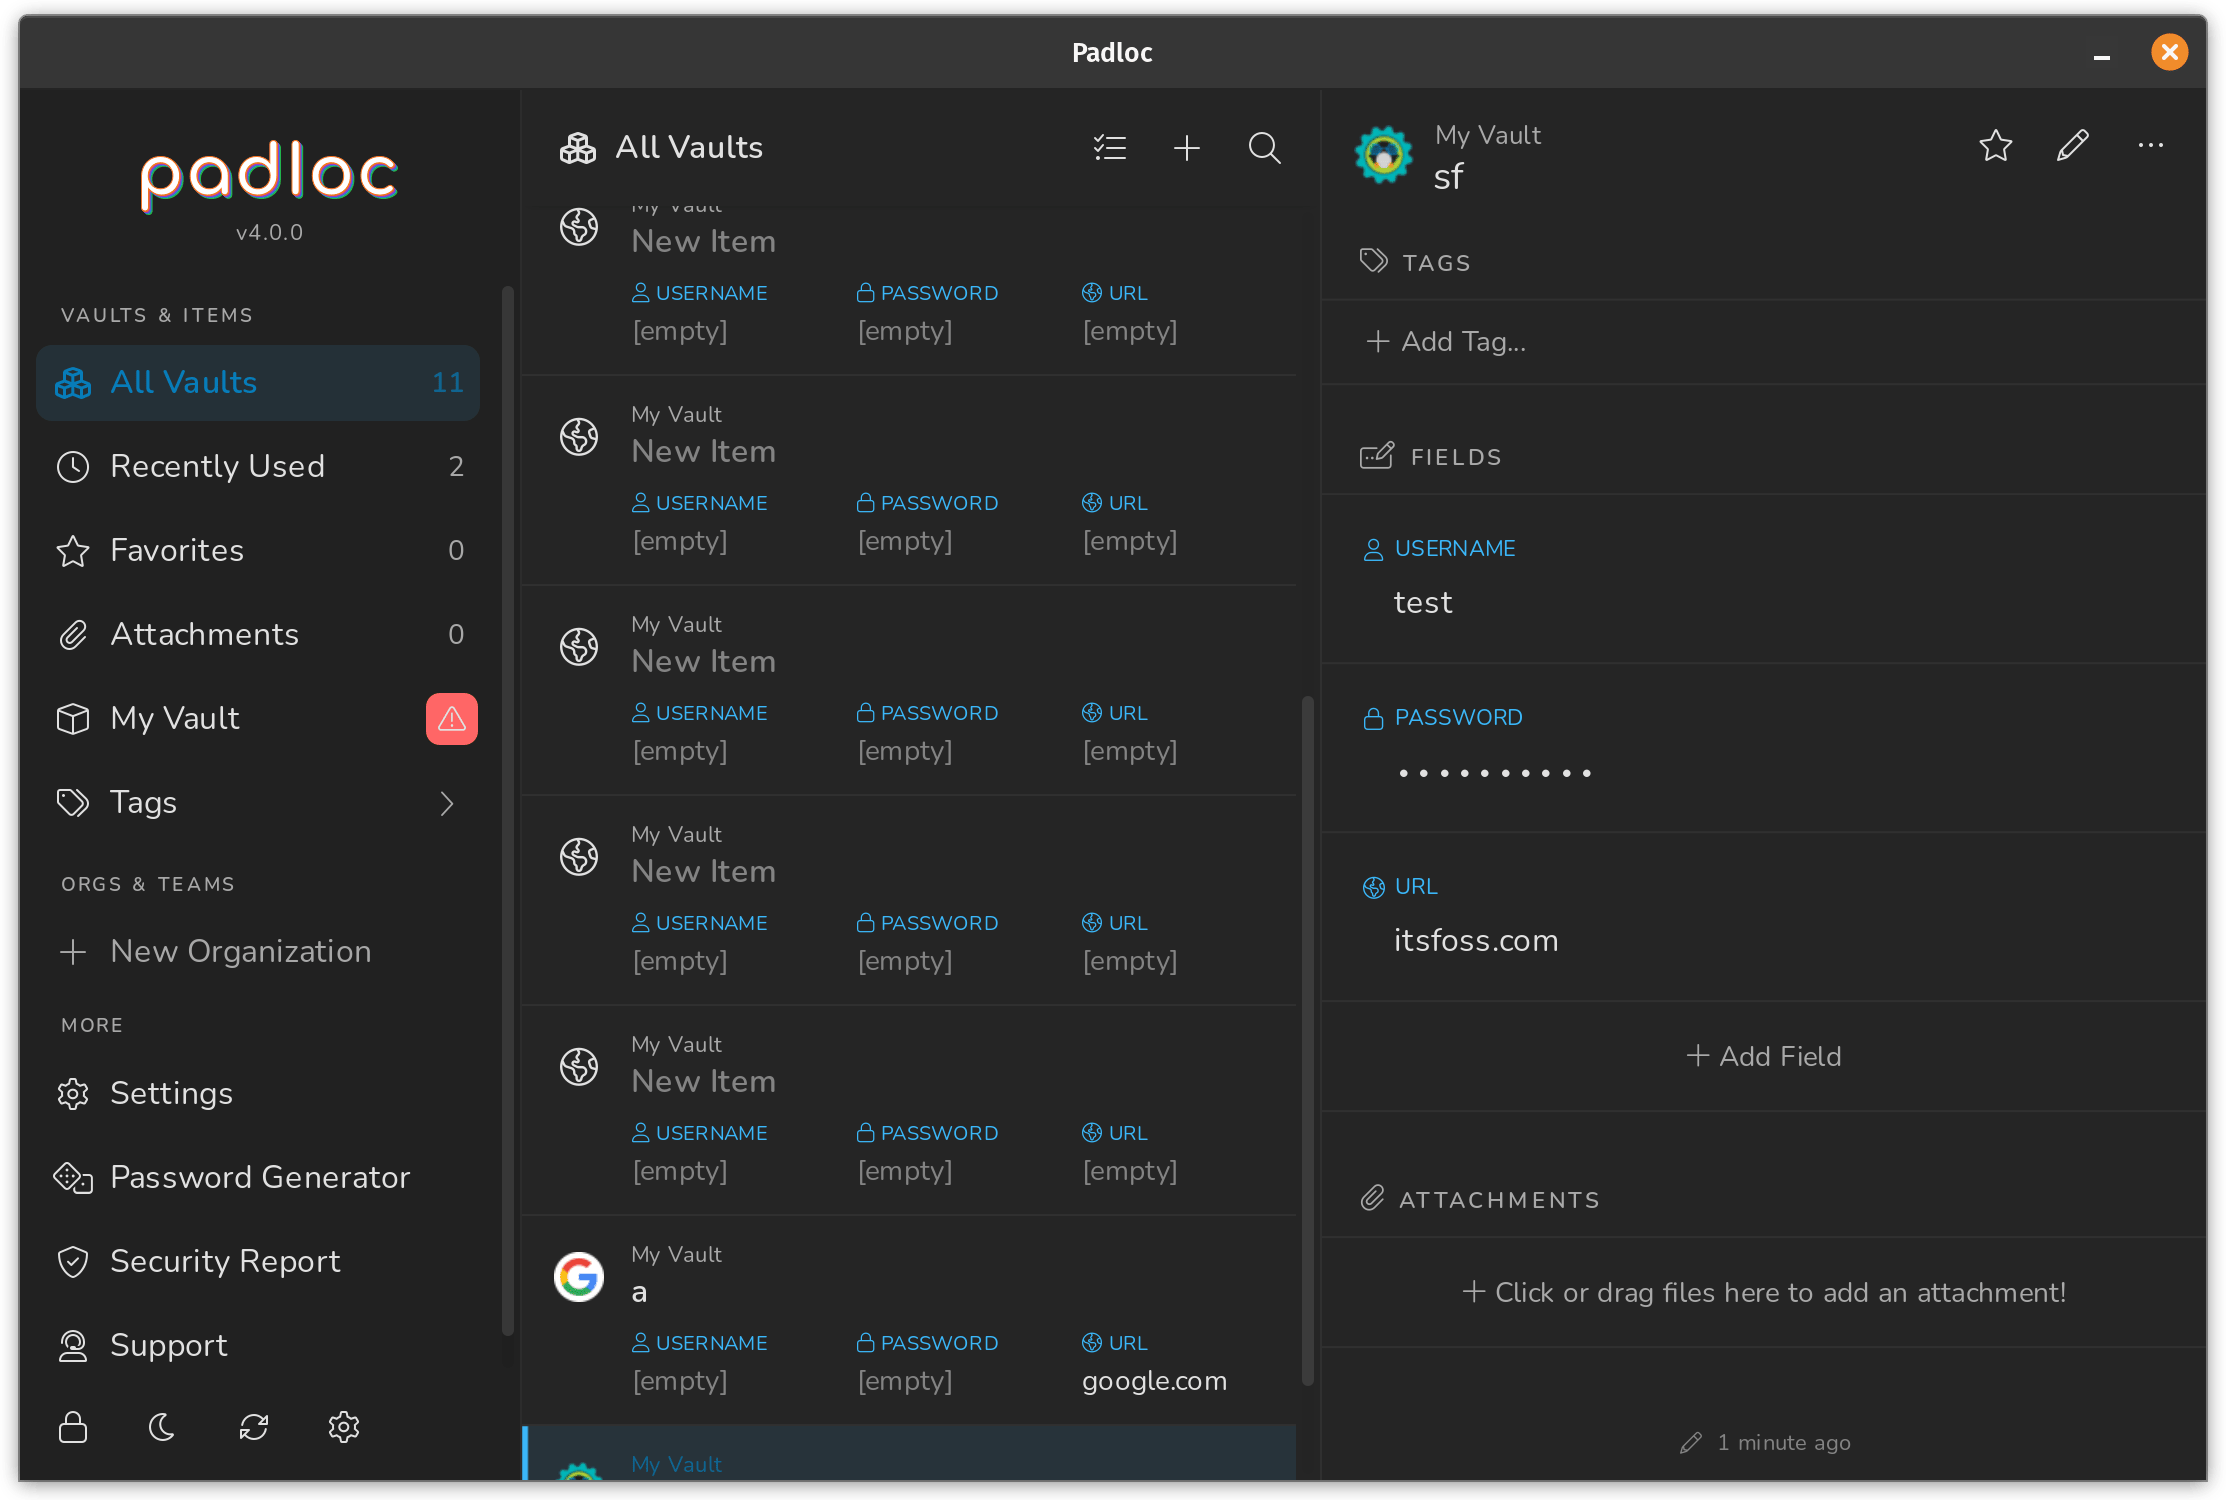 Padloc
padloc
v4.0.0
VAULTS & ITEMS
All Vaults 11
Recently Used 2
Favorites 0
Attachments 0
My Vault
Tags
ORGS & TEAMS
New Organization
MORE
Settings
Password Generator
Security Report
Support
All Vaults
My Vault
New Item
USERNAME PASSWORD URL
[empty] [empty] [empty]
My Vault
New Item
USERNAME PASSWORD URL
[empty] [empty] [empty]
My Vault
New Item
USERNAME PASSWORD URL
[empty] [empty] [empty]
My Vault
New Item
USERNAME PASSWORD URL
[empty] [empty] [empty]
My Vault
New Item
USERNAME PASSWORD URL
[empty] [empty] [empty]
My Vault
a
USERNAME PASSWORD URL
[empty] [empty] google.com
My Vault
My Vault
sf
TAGS
+ Add Tag...
FIELDS
USERNAME
test
PASSWORD
••••••••••
URL
itsfoss.com
+ Add Field
ATTACHMENTS
+ Click or drag files here to add an attachment!
1 minute ago